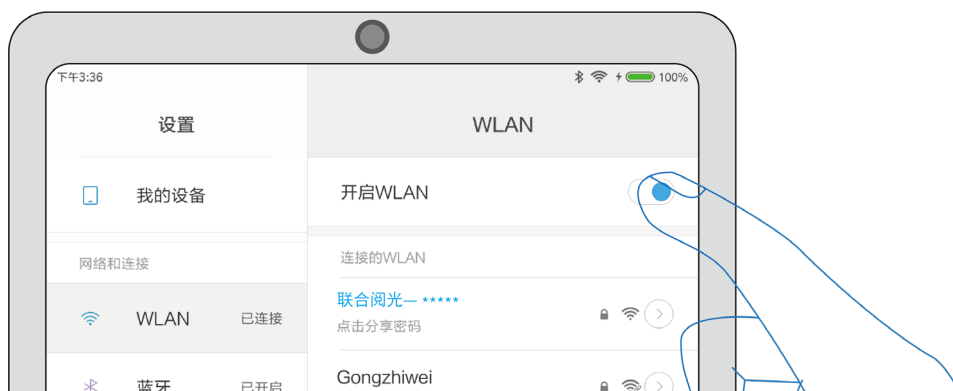 下午3:36
100%
设置
WLAN
我的设备
开启WLAN
网络和连接
连接的WLAN
联合阅光— *****
点击分享密码
WLAN
已连接
Gongzhiwei
蓝牙
已开启